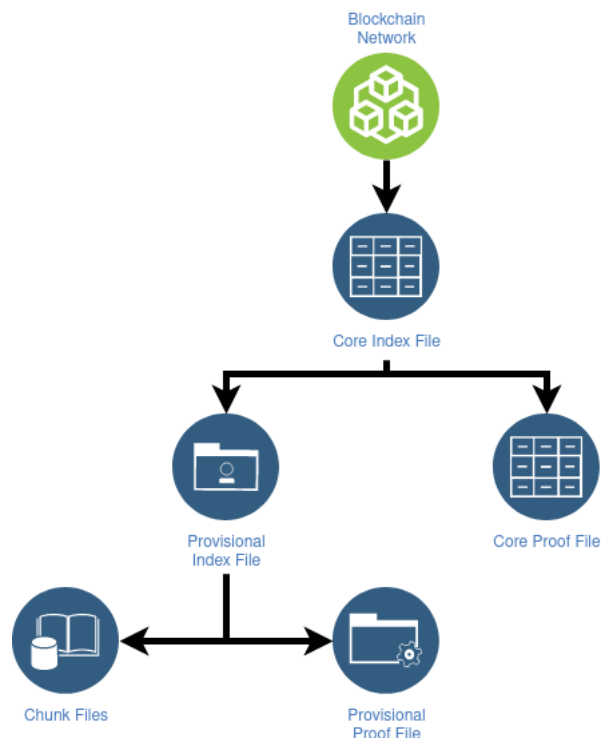 Blockchain
Network
Core Index File
Provisional
Index File
Core Proof File
Chunk Files
Provisional
Proof File